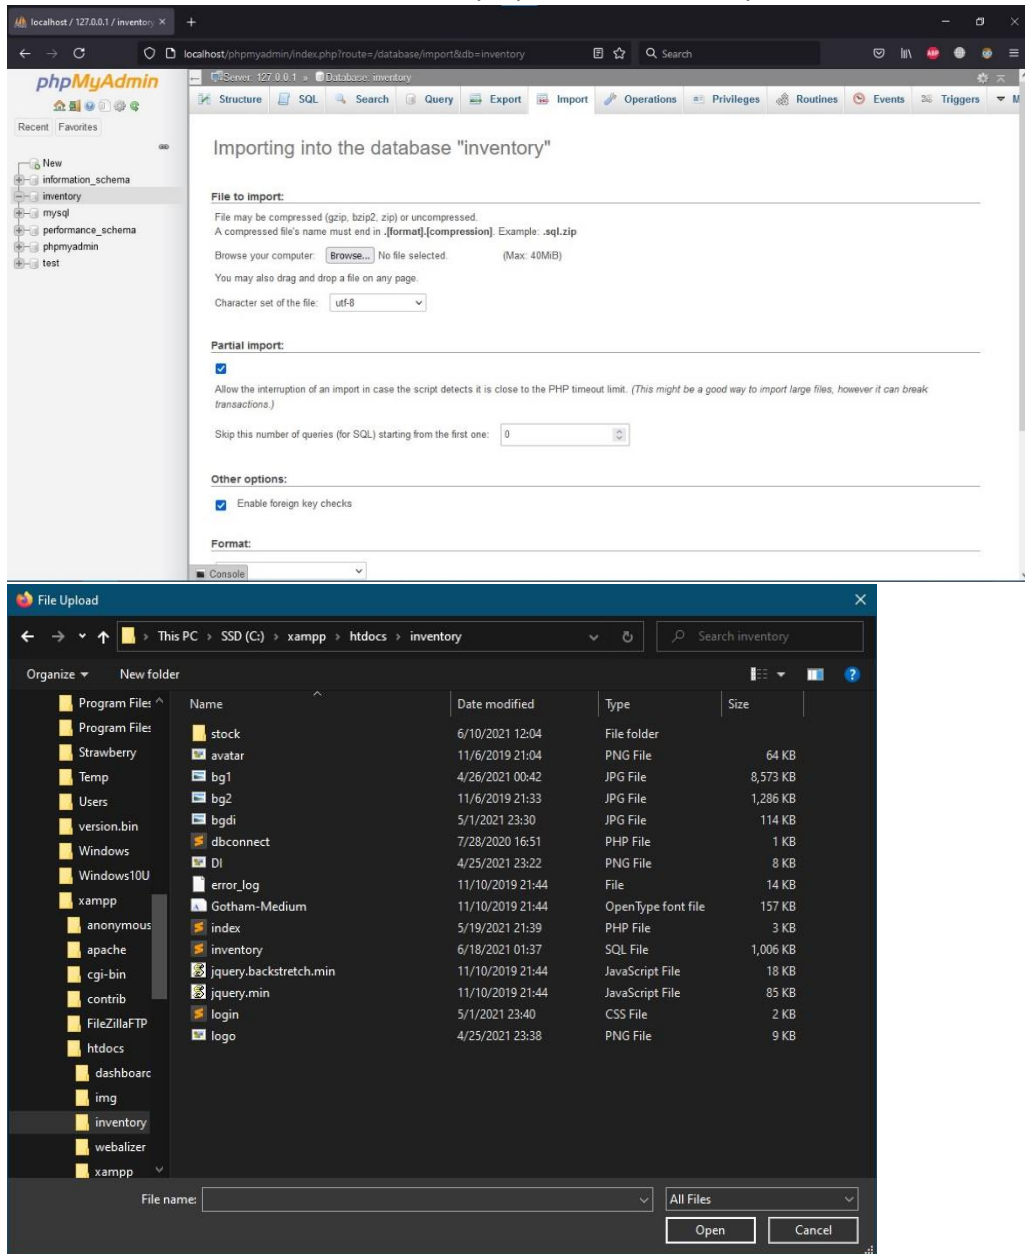 localhost / 127.0.0.1 / inventory
localhost/phpmyadmin/index.php?route=/database/import&db=inventory
Search
phpMyAdmin
Recent Favorites
New
information_schema
inventory
mysql
performance_schema
phpmyadmin
test
Server: 127.0.0.1 » Database: inventory
Structure SQL Search Query Export Import Operations Privileges Routines Events Triggers
Importing into the database "inventory"
File to import:
File may be compressed (gzip, bzip2, zip) or uncompressed.
A compressed file's name must end in .[format].[compression]. Example: .sql.zip
Browse your computer: Browse... No file selected. (Max: 40MiB)
You may also drag and drop a file on any page.
Character set of the file: utf-8
Partial import:
Allow the interruption of an import in case the script detects it is close to the PHP timeout limit. (This might be a good way to import large files, however it can break
transactions.)
Skip this number of queries (for SQL) starting from the first one: 0
Other options:
Enable foreign key checks
Format:
Console
File Upload
This PC > SSD (C:) > xampp > htdocs > inventory
Search inventory
Organize New folder
Program Files
Program Files
Strawberry
Temp
Users
version.bin
Windows
Windows10U
xampp
anonymous
apache
cgi-bin
contrib
FileZillaFTP
htdocs
dashboard
img
inventory
webalizer
xampp
Name Date modified Type Size
stock 6/10/2021 12:04 File folder
avatar 11/6/2019 21:04 PNG File 64 KB
bg1 4/26/2021 00:42 JPG File 8,573 KB
bg2 11/6/2019 21:33 JPG File 1,286 KB
bgdi 5/1/2021 23:30 JPG File 114 KB
dbconnect 7/28/2020 16:51 PHP File 1 KB
DI 4/25/2021 23:22 PNG File 8 KB
error_log 11/10/2019 21:44 File 14 KB
Gotham-Medium 11/10/2019 21:44 OpenType font file 157 KB
index 5/19/2021 21:39 PHP File 3 KB
inventory 6/18/2021 01:37 SQL File 1,006 KB
jquery.backstretch.min 11/10/2019 21:44 JavaScript File 18 KB
jquery.min 11/10/2019 21:44 JavaScript File 85 KB
login 5/1/2021 23:40 CSS File 2 KB
logo 4/25/2021 23:38 PNG File 9 KB
File name: All Files
Open Cancel